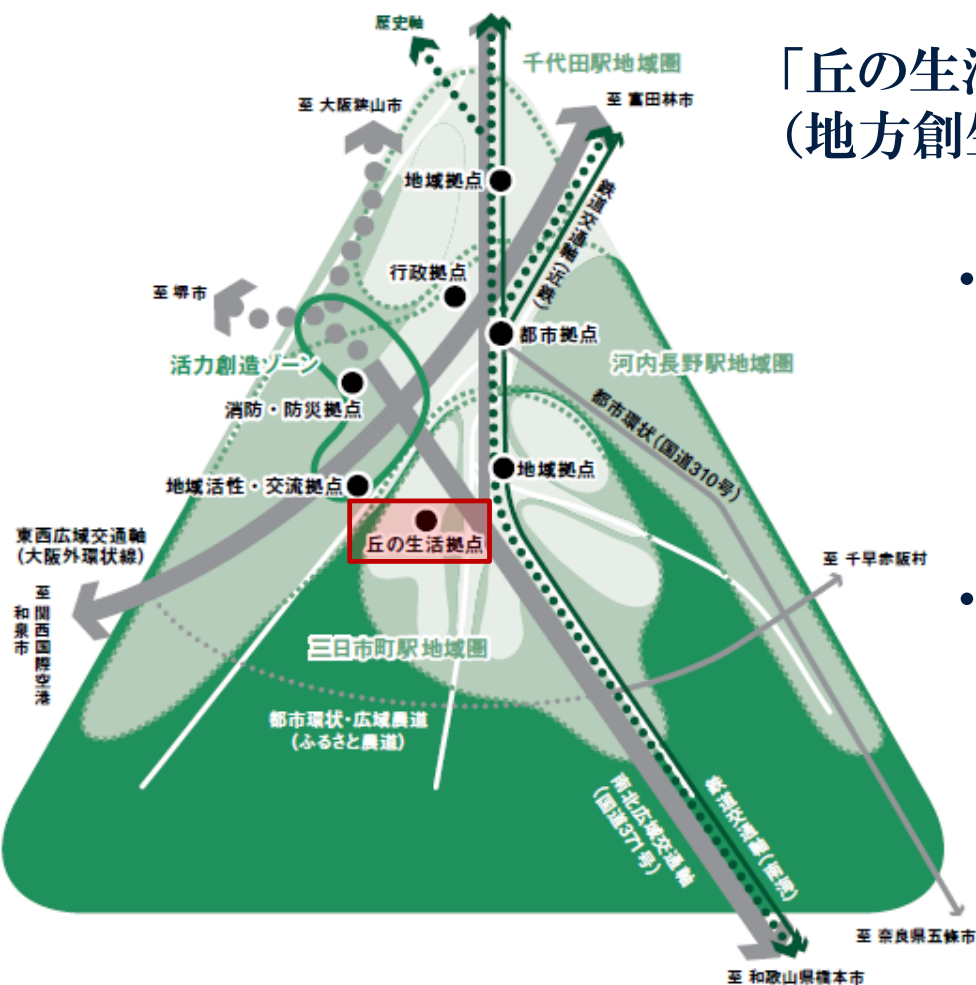 歴史軸
千代田駅地域圏
「丘の生活
(地方創生
至 大阪狭山市
至 富田林市
地域拠点
鉄道交通軸(近鉄)
行政拠点
至 堺市
都市拠点
活力創造ゾーン
河内長野駅地域圏
消防・防災拠点
都市環状(国道310号)
地域拠点
地域活性・交流拠点
丘の生活拠点
東西広域交通軸
(大阪外環状線)
至 千早赤阪村
至 関西国際空港
和泉市
三日市町駅地域圏
都市環状・広域農道
(ふるさと農道)
南北広域交通軸
(国道371号)
鉄道交通軸(南海)
至 奈良県五條市
至 和歌山県橋本市